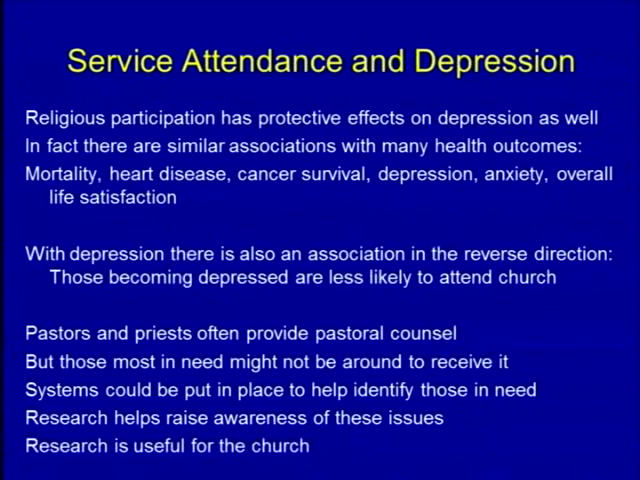 Service Attendance and Depression
Religious participation has protective effects on depression as well
In fact there are similar associations with many health outcomes:
Mortality, heart disease, cancer survival, depression, anxiety, overall
life satisfaction
With depression there is also an association in the reverse direction:
Those becoming depressed are less likely to attend church
Pastors and priests often provide pastoral counsel
But those most in need might not be around to receive it
Systems could be put in place to help identify those in need
Research helps raise awareness of these issues
Research is useful for the church